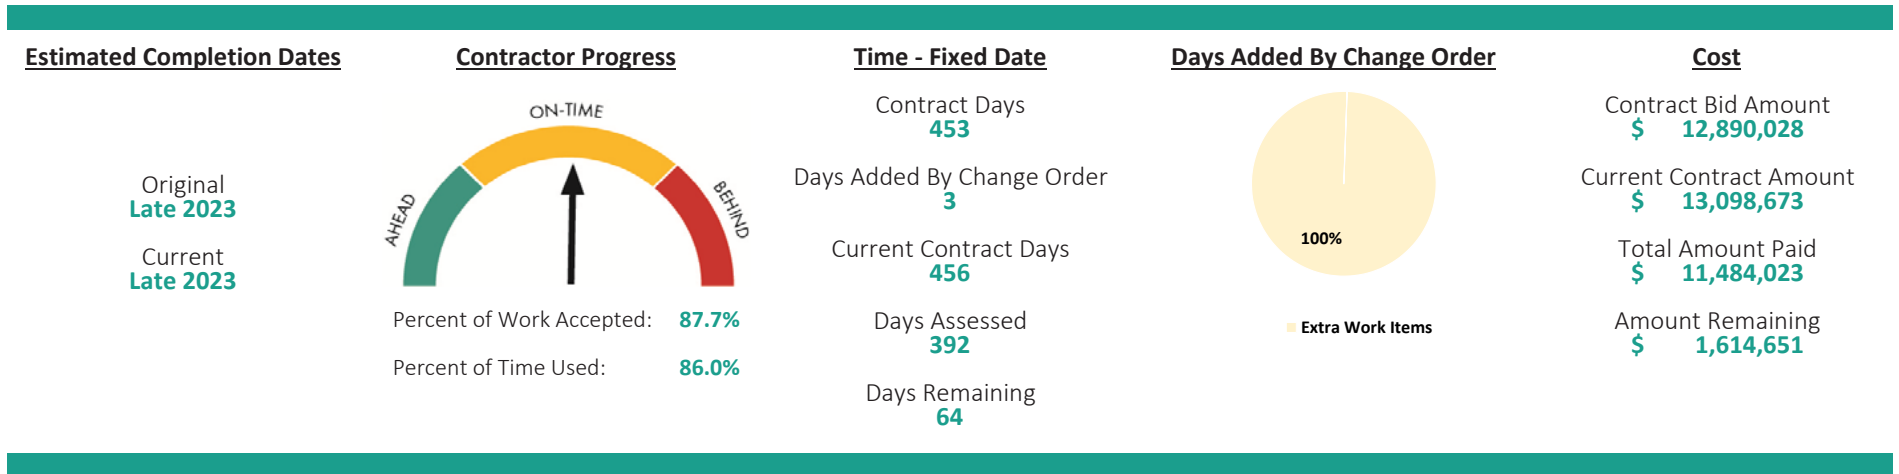 Estimated Completion Dates
Original
Late 2023
Current
Late 2023
Contractor Progress
AHEAD
ON-TIME
BEHIND
Percent of Work Accepted: 87.7%
Percent of Time Used: 86.0%
Time - Fixed Date
Contract Days
453
Days Added By Change Order
3
Current Contract Days
456
Days Assessed
392
Days Remaining
64
Days Added By Change Order
100%
Extra Work Items
Cost
Contract Bid Amount
$ 12,890,028
Current Contract Amount
$ 13,098,673
Total Amount Paid
$ 11,484,023
Amount Remaining
$ 1,614,651